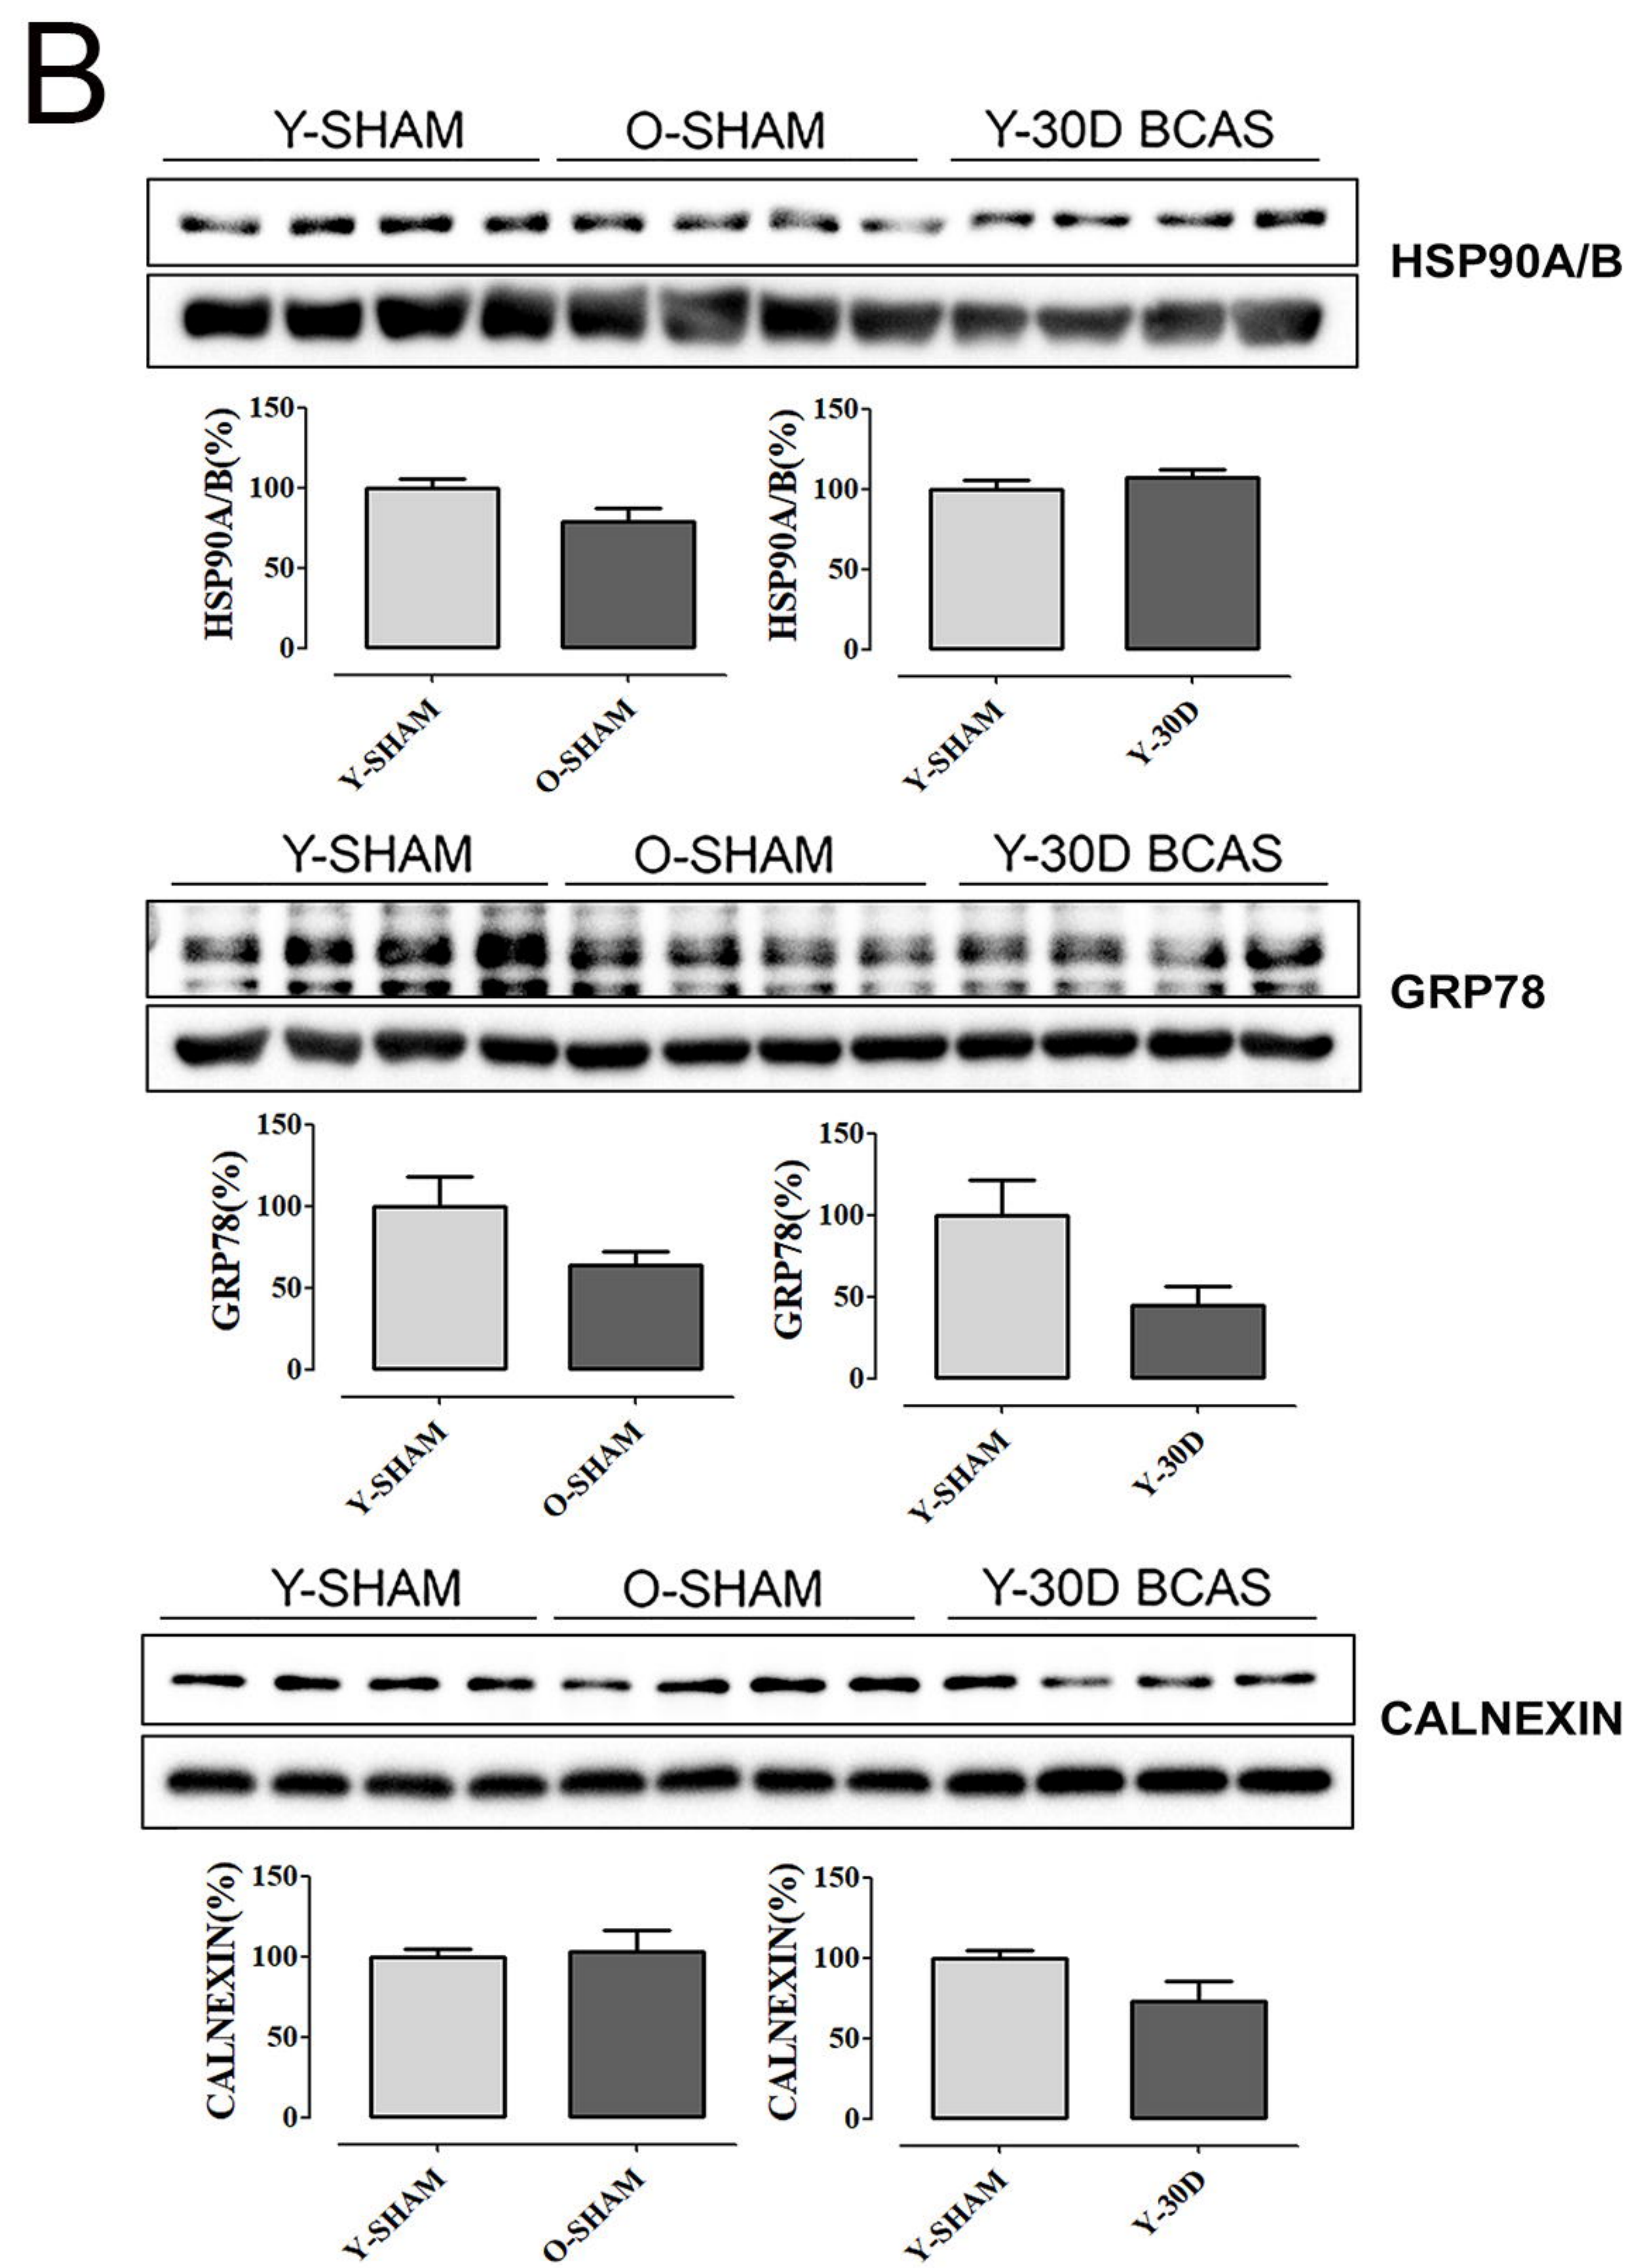 B
Y-SHAM O-SHAM Y-30D BCAS
HSP90A/B
HSP90A/B(%) 150 100 50 0 Y-SHAM O-SHAM
HSP90A/B(%) 150 100 50 0 Y-SHAM Y-30D
Y-SHAM O-SHAM Y-30D BCAS
GRP78
GRP78(%) 150 100 50 0 Y-SHAM O-SHAM
GRP78(%) 150 100 50 0 Y-SHAM Y-30D
Y-SHAM O-SHAM Y-30D BCAS
CALNEXIN
CALNEXIN(%) 150 100 50 0 Y-SHAM O-SHAM
CALNEXIN(%) 150 100 50 0 Y-SHAM Y-30D